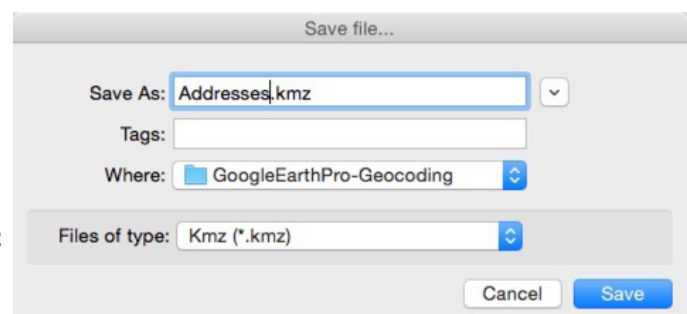 Save file...
Save As: Addresses.kmz
Tags:
Where: GoogleEarthPro-Geocoding
Files of type: Kmz (*.kmz)
Cancel Save